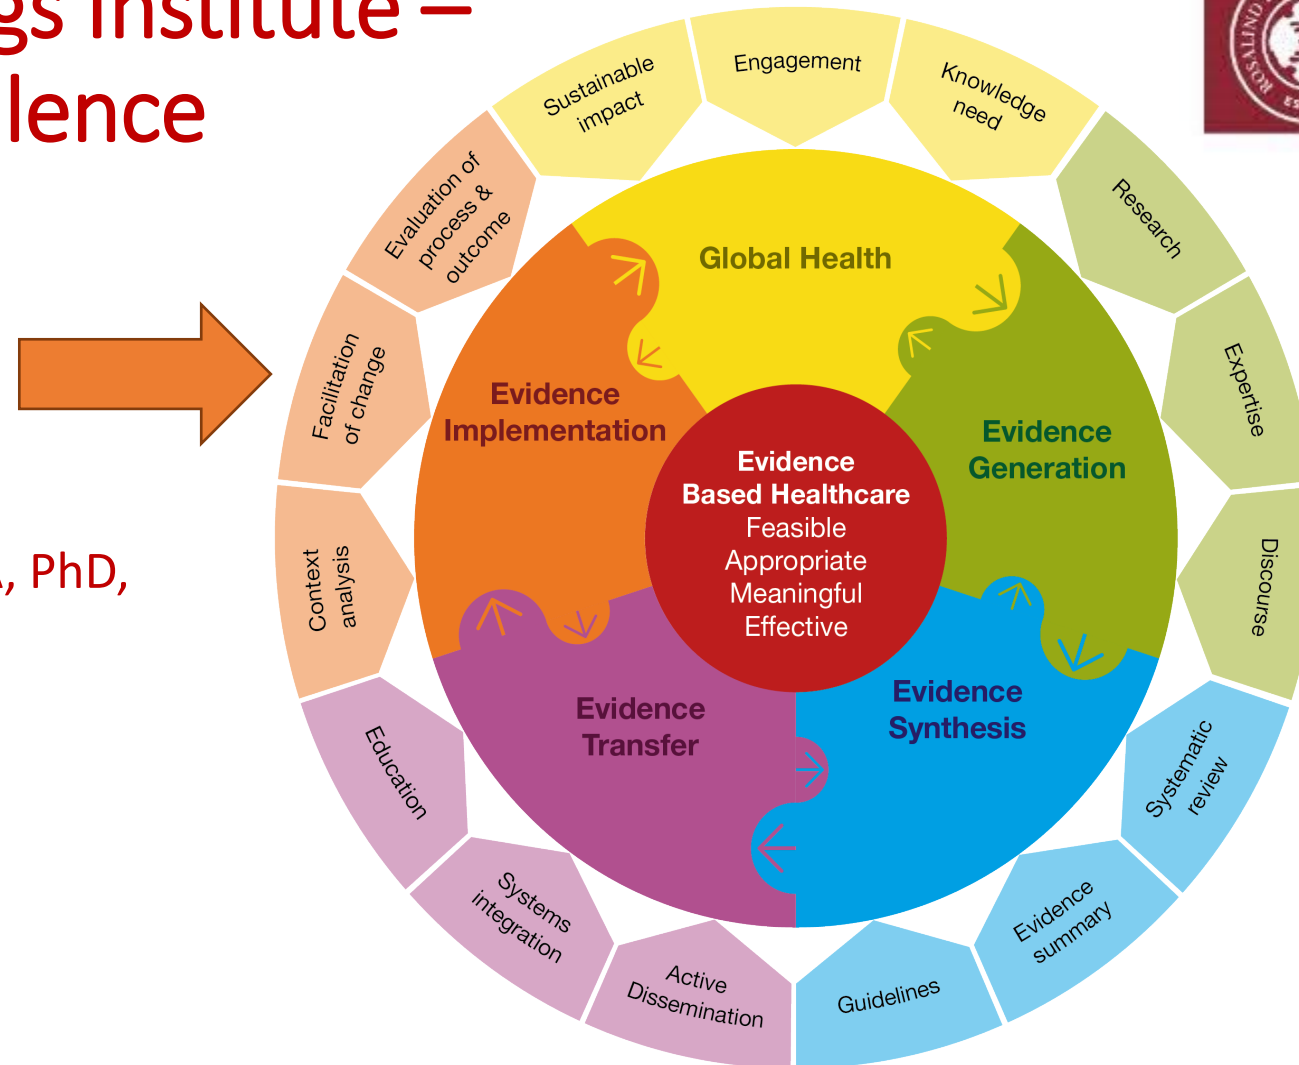 gs Institute –
lence
A, PhD,
Sustainable
impact
Engagement
Knowledge
need
Research
Expertise
Discourse
Systematic
review
Evidence
summary
Guidelines
Active
Dissemination
Systems
integration
Education
Context
analysis
Facilitation
of change
Evaluation of
process &
outcome
Global Health
Evidence
Generation
Evidence
Synthesis
Evidence
Transfer
Evidence
Implementation
Evidence
Based Healthcare
Feasible
Appropriate
Meaningful
Effective
ROSALIND